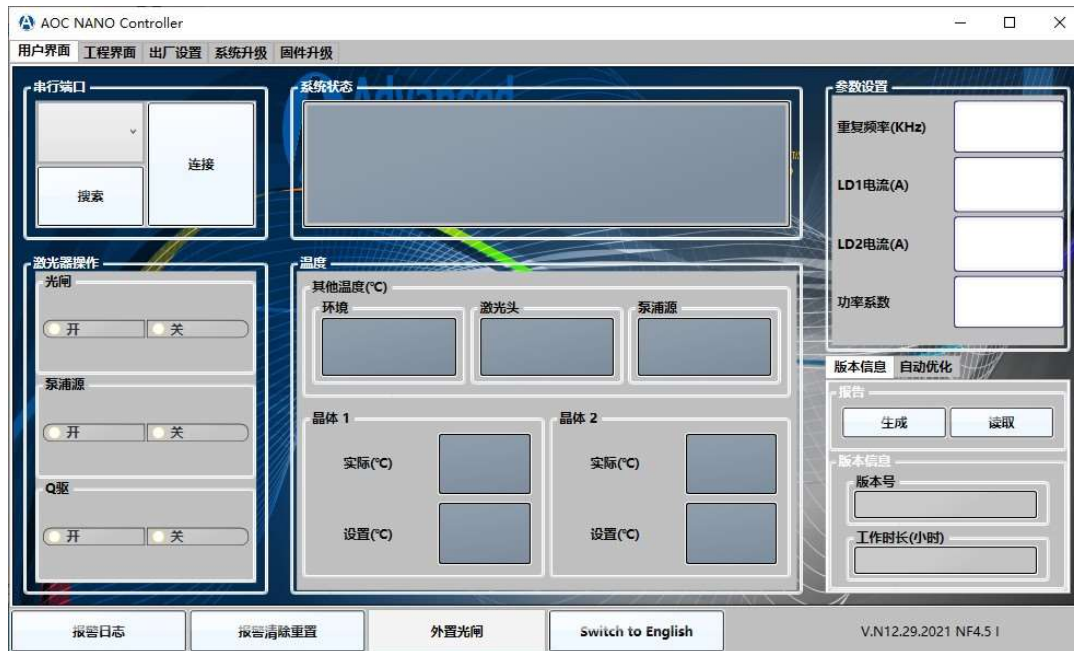 AOC NANO Controller
用户界面 工程界面 出厂设置 系统升级 固件升级
串行端口
连接
搜索
系统状态
Advanced
参数设置
重复频率(KHz)
LD1电流(A)
LD2电流(A)
功率系数
激光器操作
光闸
开 关
泵浦源
开 关
Q驱
开 关
温度
其他温度(℃)
环境 激光头 泵浦源
晶体 1
实际(℃)
设置(℃)
晶体 2
实际(℃)
设置(℃)
版本信息 自动优化
报告
生成 读取
版本信息
版本号
工作时长(小时)
报警日志 报警清除重置 外置光闸 Switch to English V.N12.29.2021 NF4.5 I